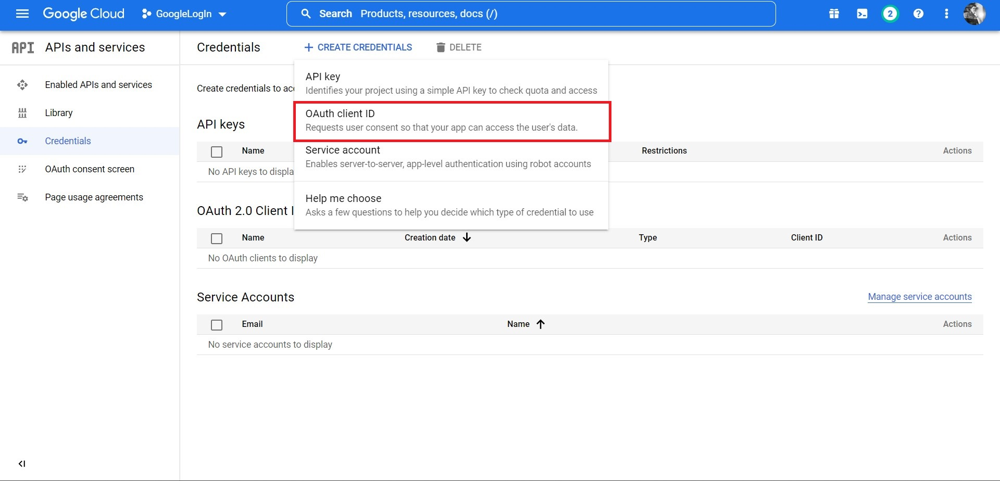 Google Cloud
GoogleLogIn
Search Products, resources, docs (/)
2
?
API APIs and services
Enabled APIs and services
Library
Credentials
OAuth consent screen
Page usage agreements
Credentials
+ CREATE CREDENTIALS
DELETE
API key
Identifies your project using a simple API key to check quota and access
OAuth client ID
Requests user consent so that your app can access the user's data.
Service account
Enables server-to-server, app-level authentication using robot accounts
Help me choose
Asks a few questions to help you decide which type of credential to use
Create credentials to acc
API keys
Name Restrictions Actions
No API keys to displa
OAuth 2.0 Client I
Name Creation date Type Client ID Actions
No OAuth clients to display
Service Accounts
Manage service accounts
Email Name Actions
No service accounts to display